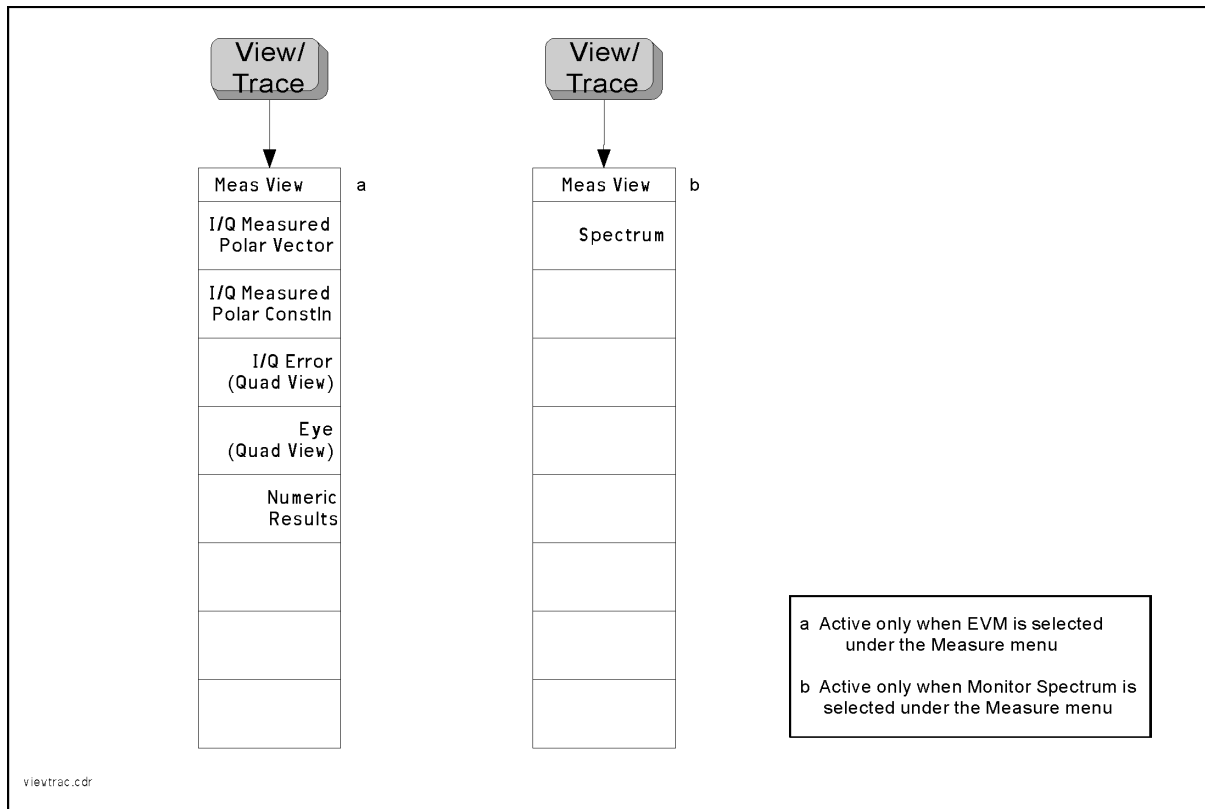 View/
Trace
Meas View
a
I/Q Measured
Polar Vector
I/Q Measured
Polar Constln
I/Q Error
(Quad View)
Eye
(Quad View)
Numeric
Results
View/
Trace
Meas View
b
Spectrum
a Active only when EVM is selected
under the Measure menu
b Active only when Monitor Spectrum is
selected under the Measure menu
viewtrac.cdr